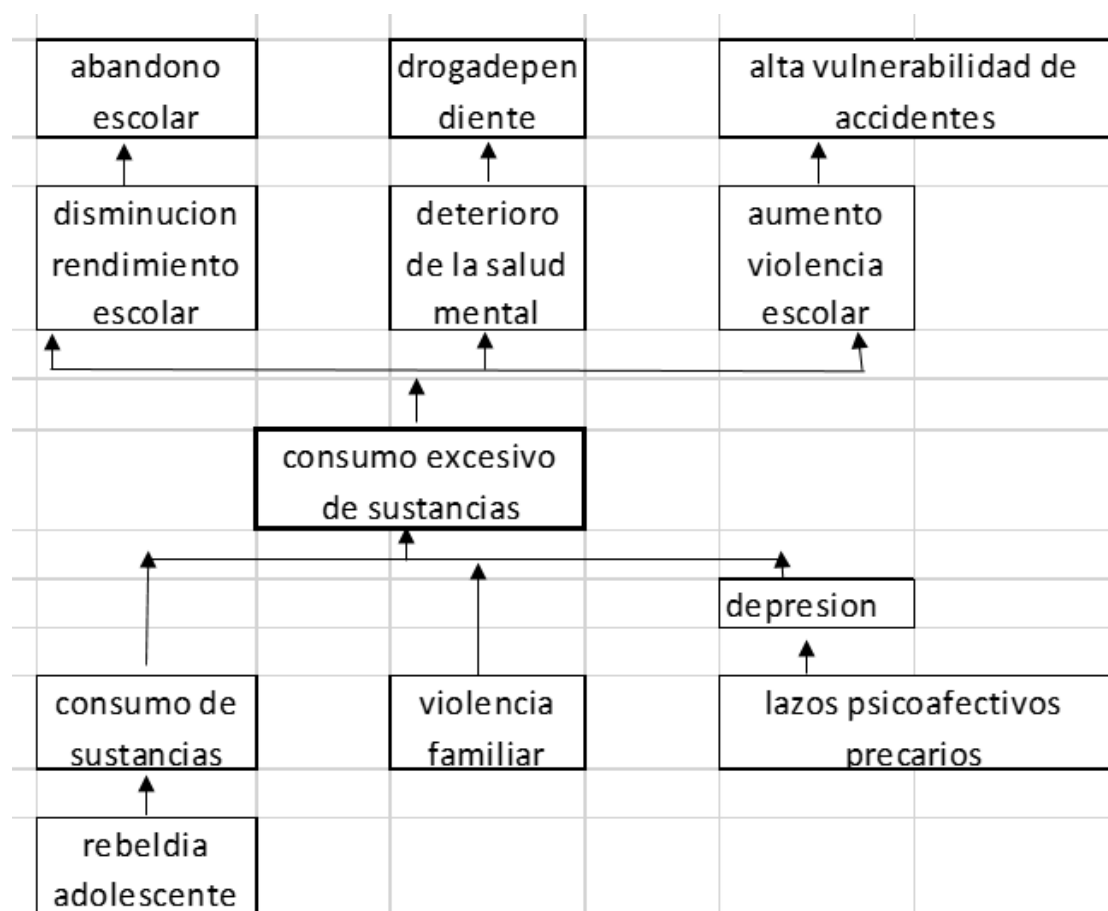 abandono
escolar
drogadepen
diente
alta vulnerabilidad de
accidentes
disminucion
rendimiento
escolar
deterioro
de la salud
mental
aumento
violencia
escolar
consumo excesivo
de sustancias
depresion
consumo de
sustancias
violencia
familiar
lazos psicoafectivos
precarios
rebeldia
adolescente